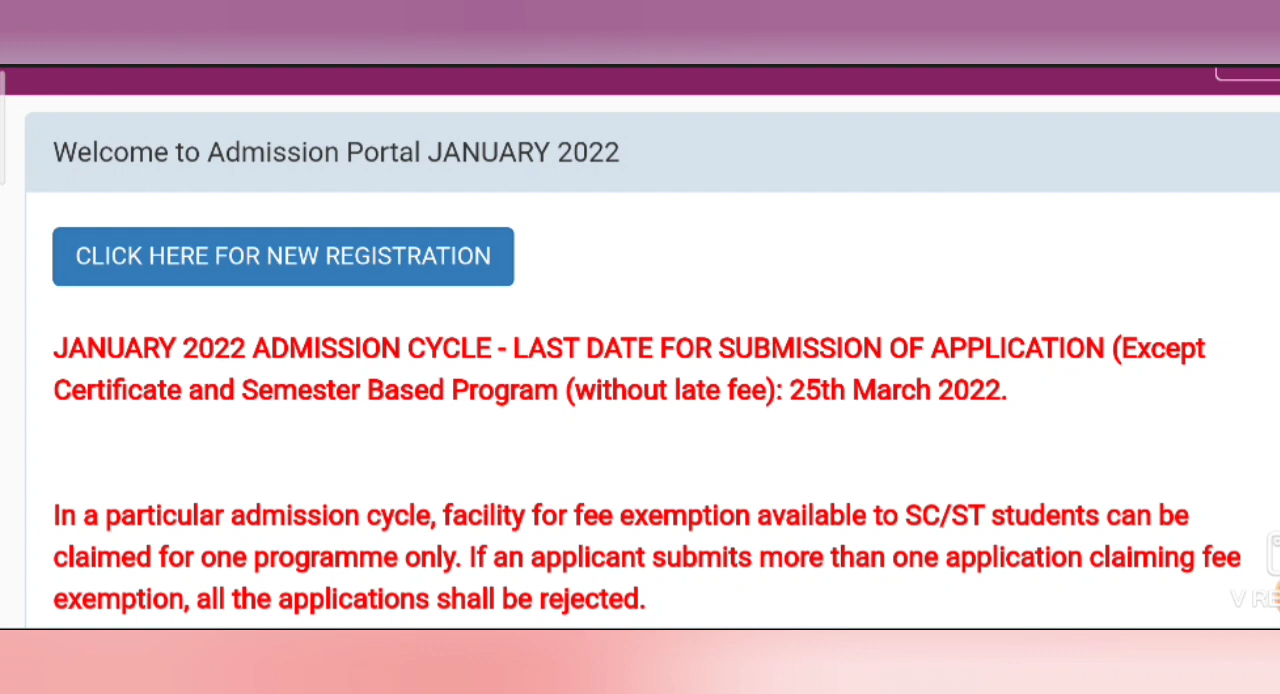 Welcome to Admission Portal JANUARY 2022
CLICK HERE FOR NEW REGISTRATION
JANUARY 2022 ADMISSION CYCLE - LAST DATE FOR SUBMISSION OF APPLICATION (Except
Certificate and Semester Based Program (without late fee): 25th March 2022.
In a particular admission cycle, facility for fee exemption available to SC/ST students can be
claimed for one programme only. If an applicant submits more than one application claiming fee
exemption, all the applications shall be rejected.